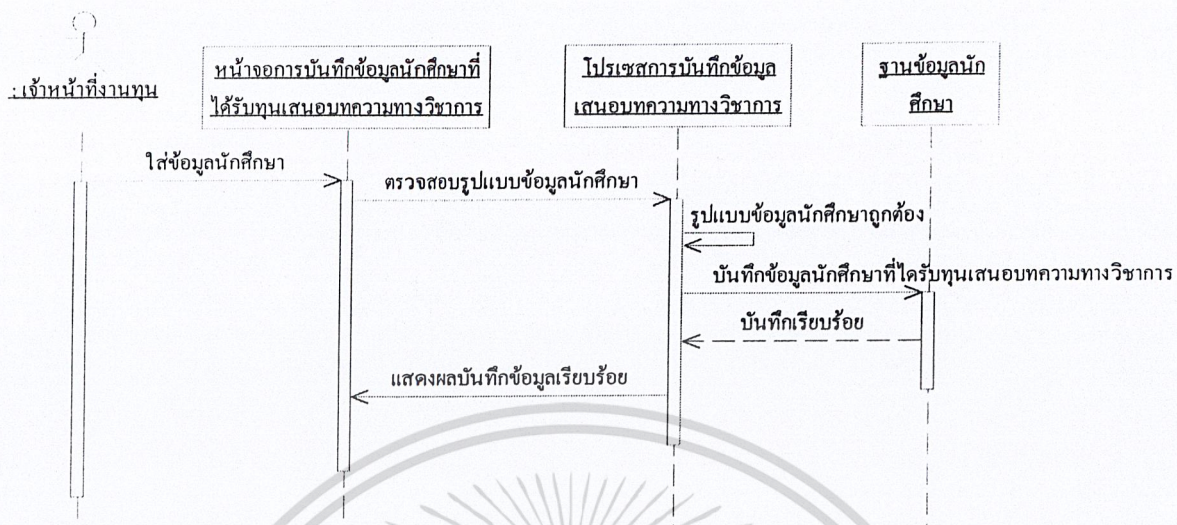 หน้าจอการบันทึกข้อมูลนักศึกษาที่
ได้รับทุนเสนอบทความทางวิชาการ
โปรเซสการบันทึกข้อมูล
เสนอบทความทางวิชาการ
ฐานข้อมูลนัก
ศึกษา
:เจ้าหน้าที่งานทุน
ใส่ข้อมูลนักศึกษา
ตรวจสอบรูปแบบข้อมูลนักศึกษา
รูปแบบข้อมูลนักศึกษาถูกต้อง
บันทึกข้อมูลนักศึกษาที่ไดรับทุนเสนอบทความทางวิชาการ
บันทึกเรียบร้อย
แสดงผลบันทึกข้อมูลเรียบร้อย